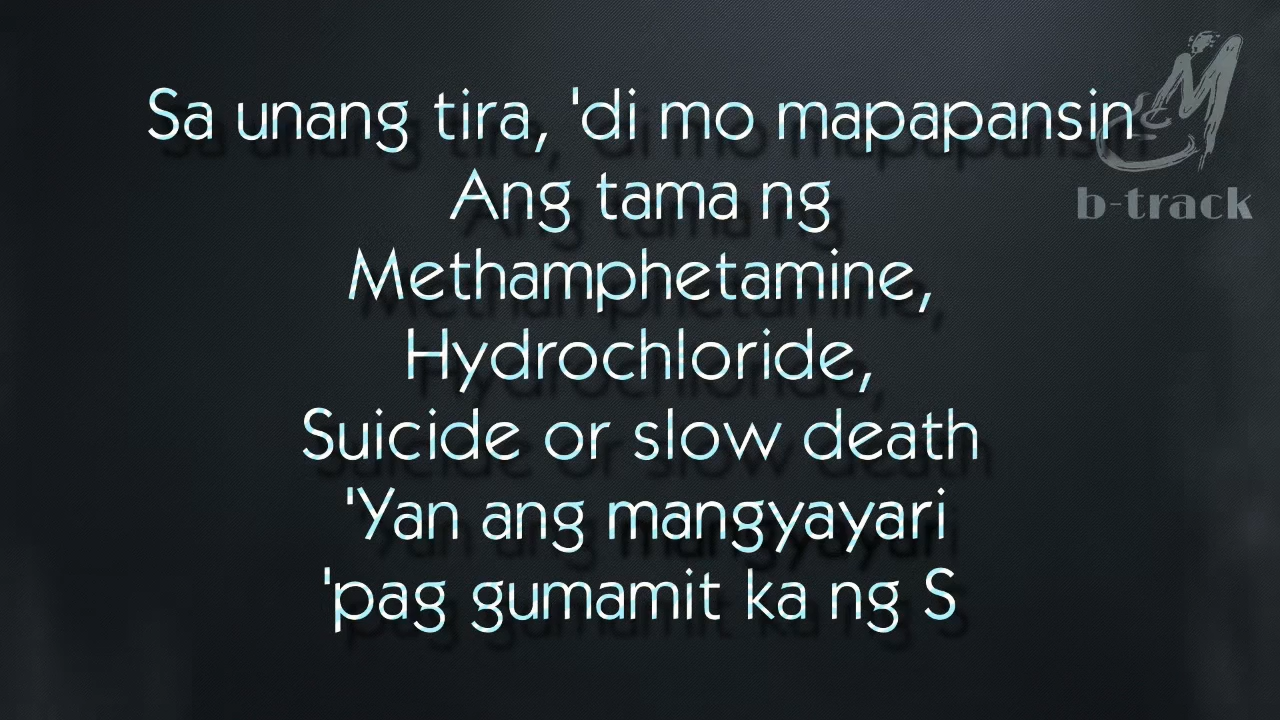 Sa unang tira, 'di mo mapapansin
Ang tama ng
Methamphetamine,
Hydrochloride,
Suicide or slow death
'Yan ang mangyayari
'pag gumamit ka ng S
M
b-track